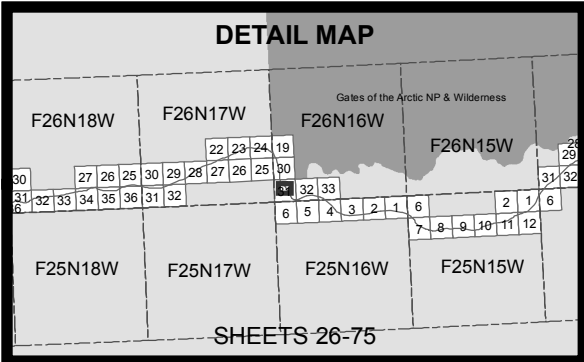 DETAIL MAP
Gates of the Arctic NP & Wilderness
F26N18W F26N17W F26N16W F26N15W
22 23 24 19
28
29
30 27 26 25 30 29 28 27 26 25 30
31 32 33 34 35 36 31 32 31 32 33 31 32
6 6 5 4 3 2 1 6 2 1 6
7 8 9 10 11 12
F25N18W F25N17W F25N16W F25N15W
SHEETS 26-75